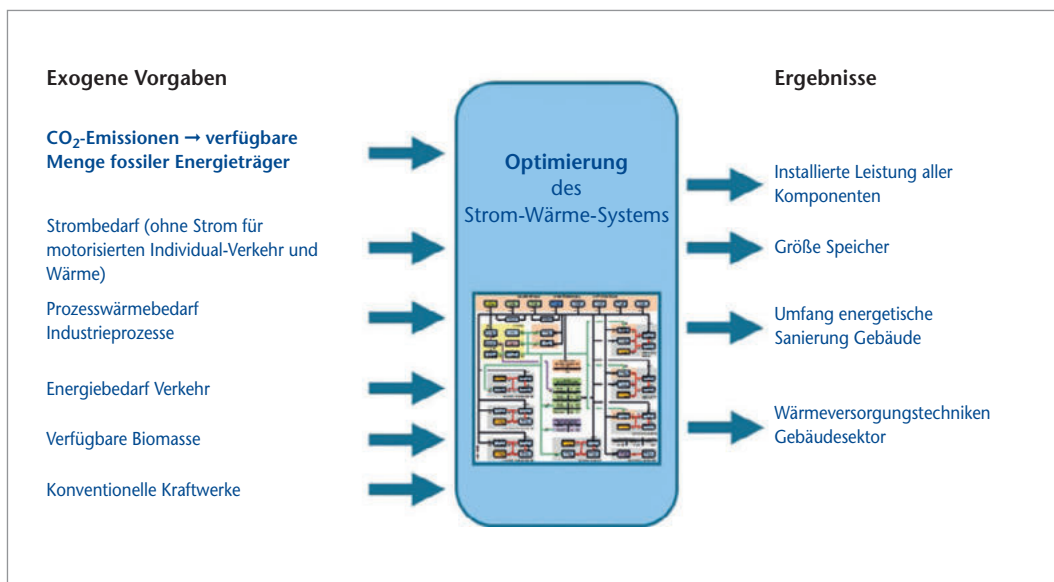 Exogene Vorgaben
CO₂-Emissionen → verfügbare
Menge fossiler Energieträger
Strombedarf (ohne Strom für
motorisierten Individual-Verkehr und
Wärme)
Prozesswärmebedarf
Industrieprozesse
Energiebedarf Verkehr
Verfügbare Biomasse
Konventionelle Kraftwerke
Optimierung
des
Strom-Wärme-Systems
Ergebnisse
Installierte Leistung aller
Komponenten
Größe Speicher
Umfang energetische
Sanierung Gebäude
Wärmeversorgungstechniken
Gebäudesektor